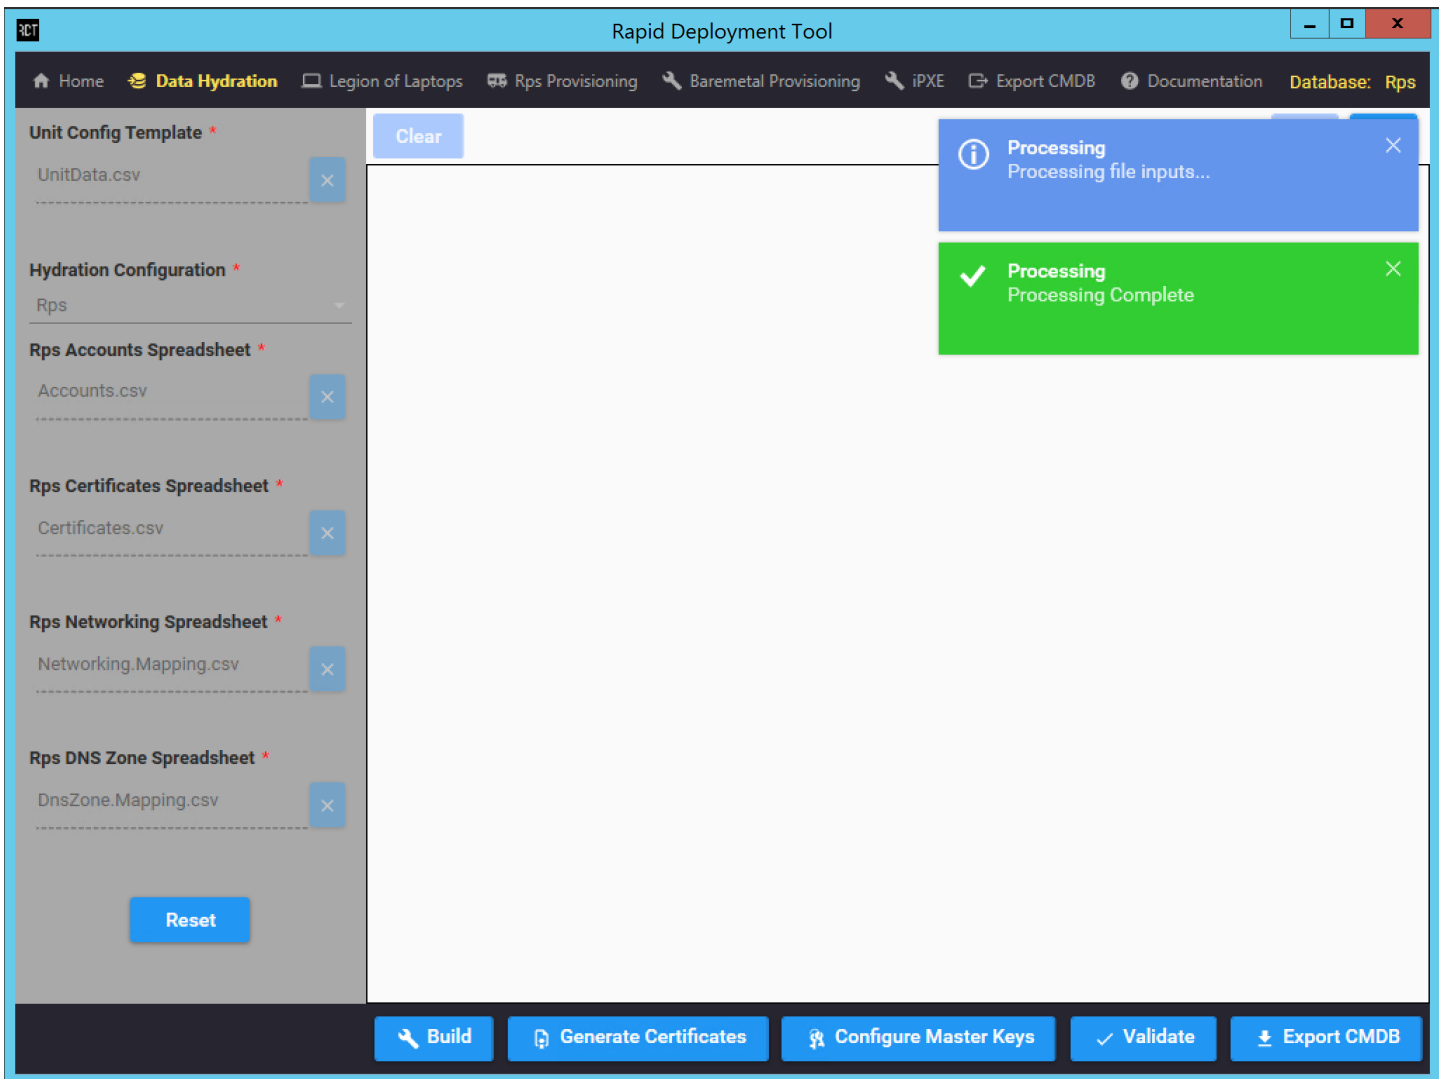 RCT
Rapid Deployment Tool
Home Data Hydration Legion of Laptops Rps Provisioning Baremetal Provisioning iPXE Export CMDB Documentation Database: Rps
Unit Config Template *
UnitData.csv
Hydration Configuration *
Rps
Rps Accounts Spreadsheet *
Accounts.csv
Rps Certificates Spreadsheet *
Certificates.csv
Rps Networking Spreadsheet *
Networking.Mapping.csv
Rps DNS Zone Spreadsheet *
DnsZone.Mapping.csv
Reset
Clear
Processing
Processing file inputs...
Processing
Processing Complete
Build Generate Certificates Configure Master Keys Validate Export CMDB